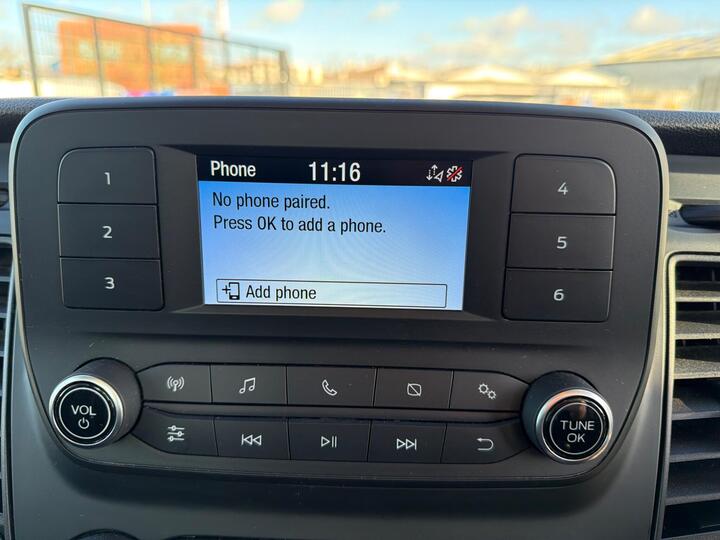 Phone 11:16
No phone paired.
Press OK to add a phone.
Add phone
1
2
3
4
5
6
VOL
TUNE
OK